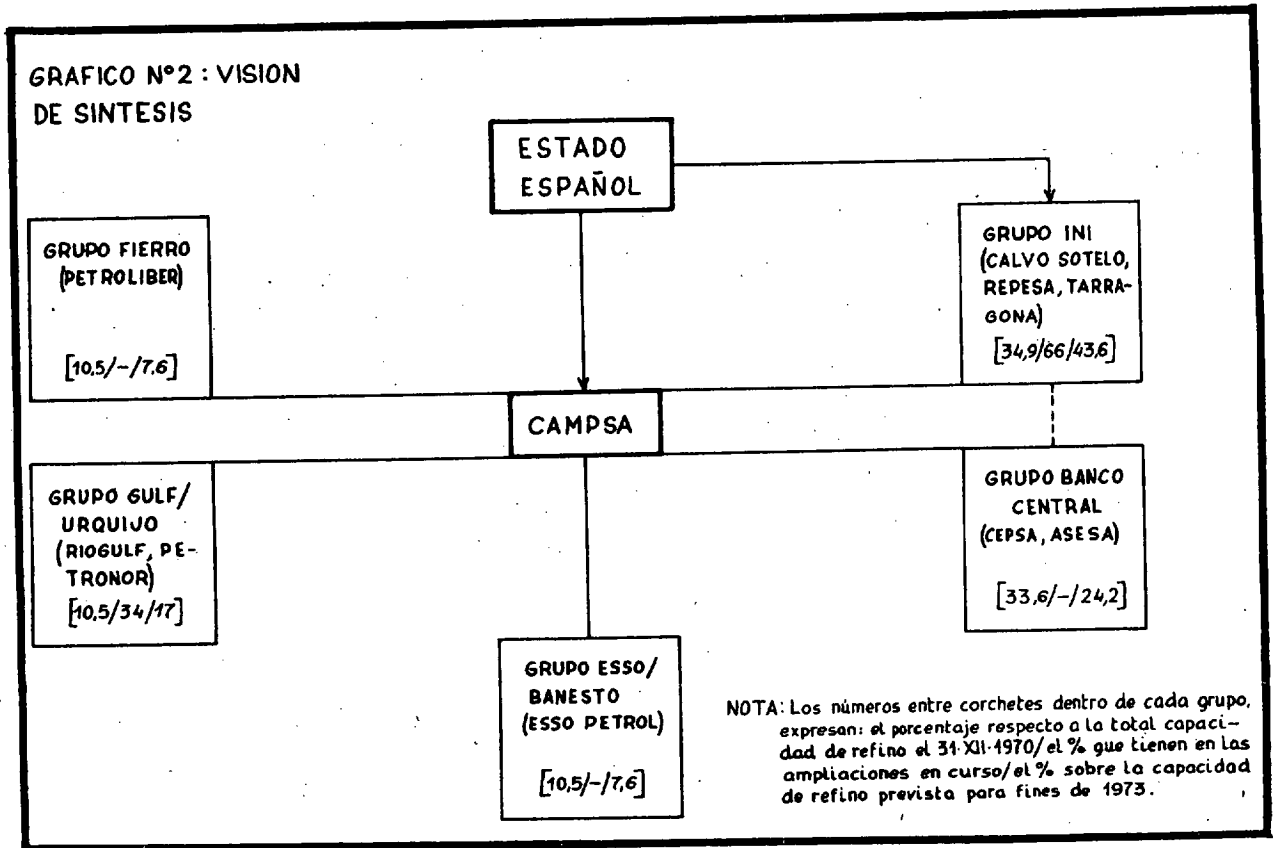 GRAFICO Nº2 : VISION
DE SINTESIS
ESTADO
ESPAÑOL
GRUPO FIERRO
(PETROLIBER)
[10,5/-/7,6]
GRUPO INI
(CALVO SOTELO,
REPESA, TARRA-
GONA)
[34,9/66/43,6]
CAMPSA
GRUPO GULF/
URQUIJO
(RIOGULF, PE-
TRONOR)
[10,5/34/17]
GRUPO BANCO
CENTRAL
(CEPSA, ASESA)
[33,6/-/24,2]
GRUPO ESSO/
BANESTO
(ESSO PETROL)
[10,5/-/7,6]
NOTA: Los números entre corchetes dentro de cada grupo,
expresan: el porcentaje respecto a la total capaci-
dad de refino el 31-XII-1970/el % que tienen en las
ampliaciones en curso/el % sobre la capacidad
de refino prevista para fines de 1973.